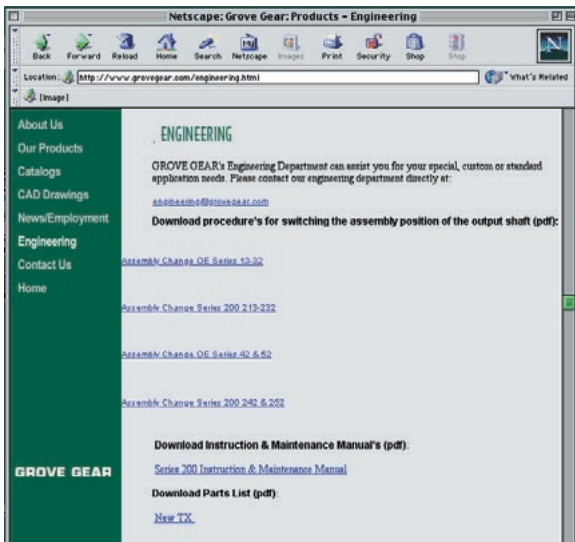 Netscape: Grove Gear: Products – Engineering
Back Forward Reload Home Search Netscape Images Print Security Shop Stop
N
Location: http://www.grovegear.com/engineering.html What's Related
[Image]
About Us
Our Products
Catalogs
CAD Drawings
News/Employment
Engineering
Contact Us
Home
GROVE GEAR
ENGINEERING
GROVE GEAR's Engineering Department can assist you for your special, custom or standard
application needs. Please contact our engineering department directly at:
engineering@grovegear.com
Download procedure's for switching the assembly position of the output shaft (pdf):
Assembly Change OE Series 13-32
Assembly Change Series 200 213-232
Assembly Change OE Series 42 & 52
Assembly Change Series 200 242 & 252
Download Instruction & Maintenance Manual's (pdf):
Series 200 Instruction & Maintenance Manual
Download Parts List (pdf):
New TX